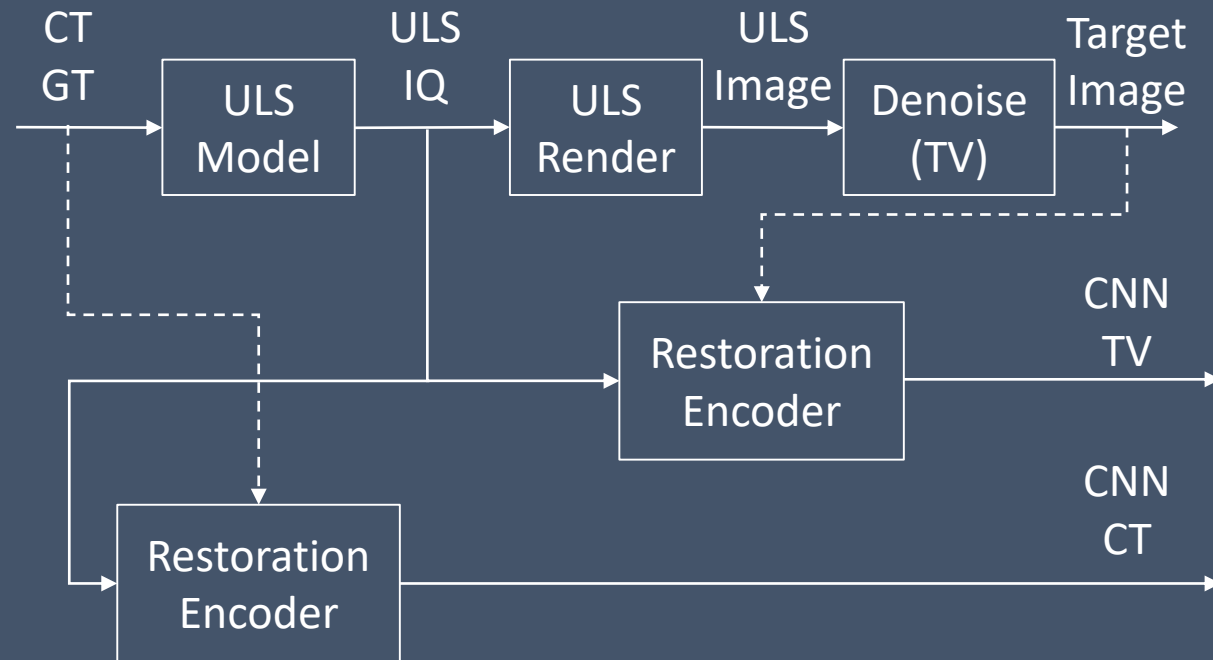 CT
GT
ULS
Model
ULS
IQ
ULS
Render
ULS
Image
Denoise
(TV)
Target
Image
Restoration
Encoder
CNN
TV
Restoration
Encoder
CNN
CT